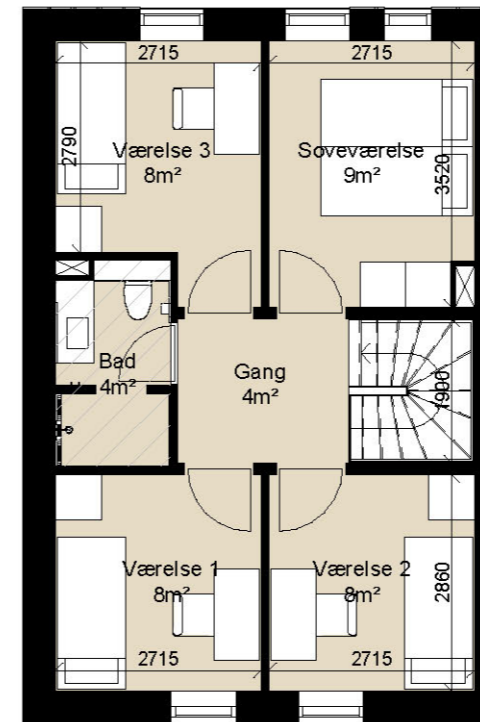 2715
2715
2790
Værelse 3
8m²
Soveværelse
9m²
3520
Bad
4m²
Gang
4m²
1900
Værelse 1
8m²
Værelse 2
8m²
2860
2715
2715